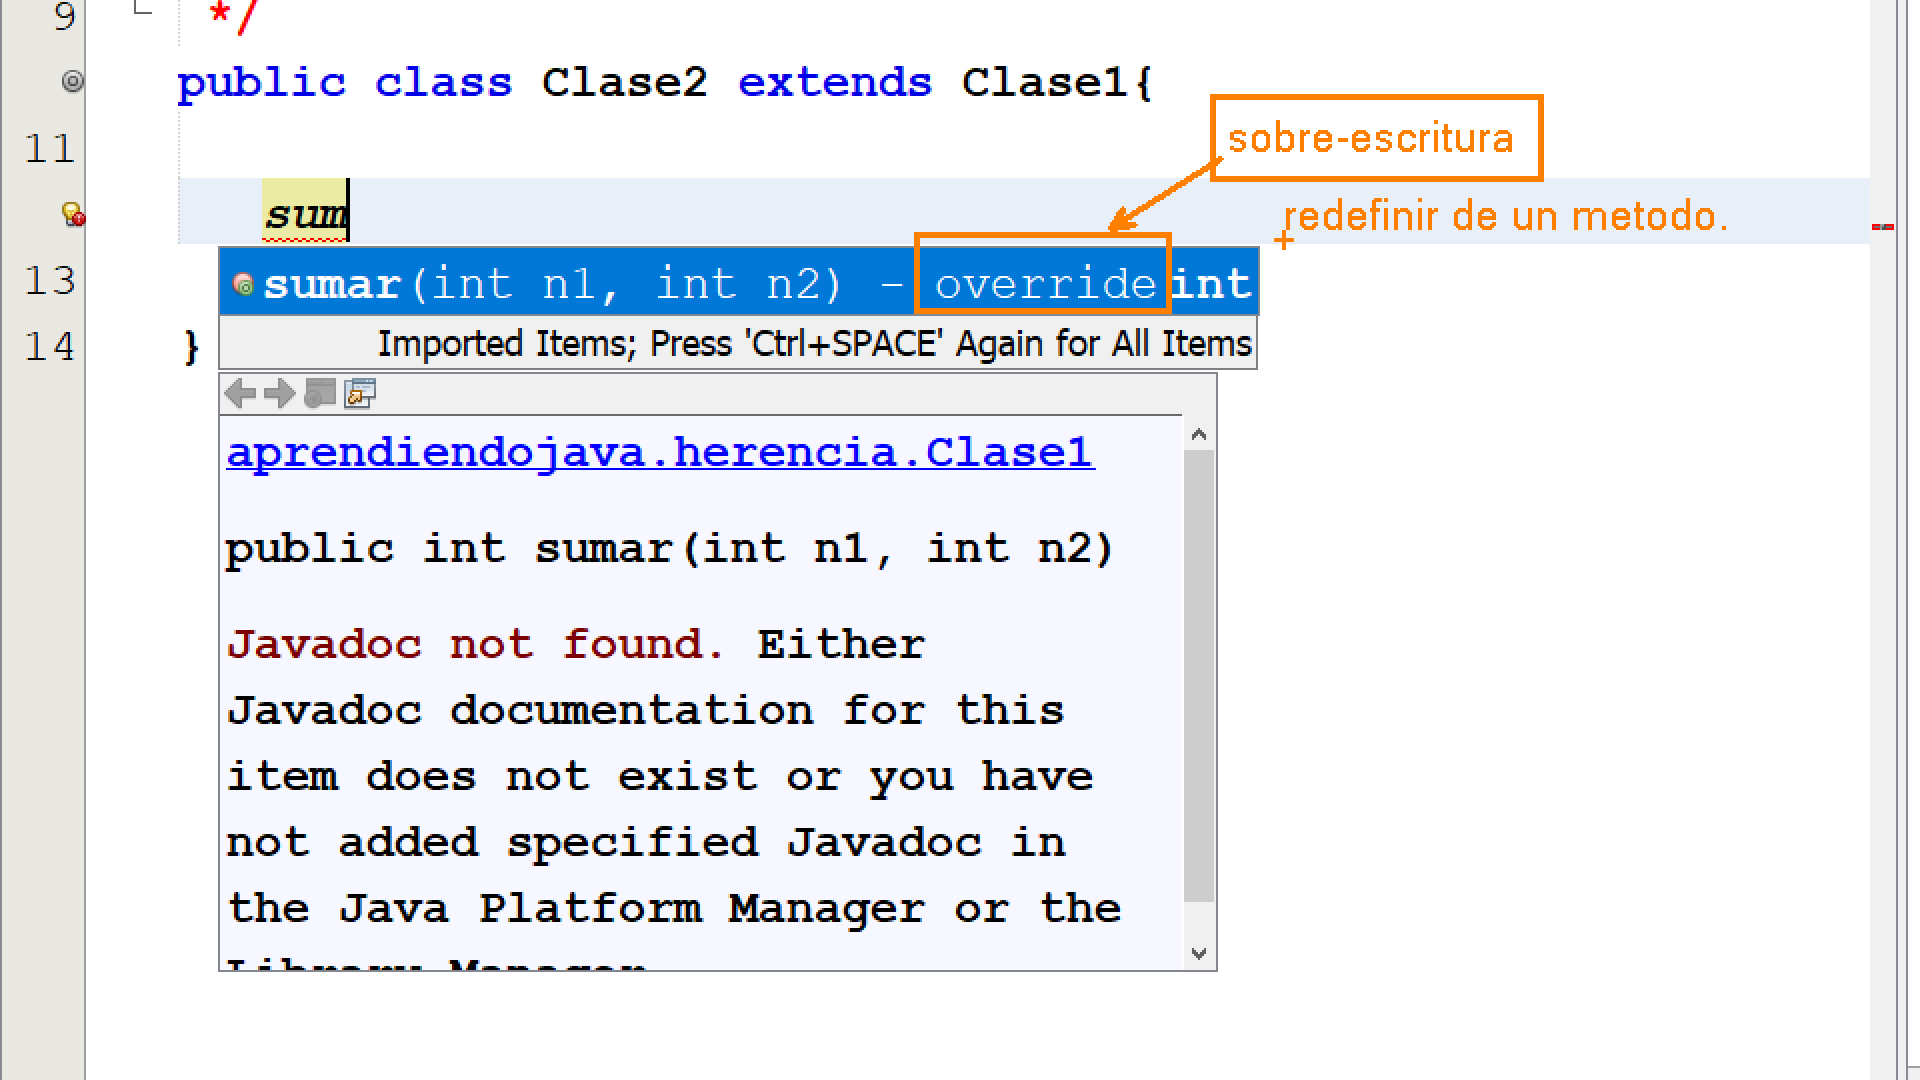 9 */
public class Clase2 extends Clase1{
11
sobre-escritura
sum
redefinir de un metodo.
sumar(int n1, int n2) - override int
13
Imported Items; Press 'Ctrl+SPACE' Again for All Items
14 }
aprendiendojava.herencia.Clase1
public int sumar(int n1, int n2)
Javadoc not found. Either
Javadoc documentation for this
item does not exist or you have
not added specified Javadoc in
the Java Platform Manager or the
Library Manager